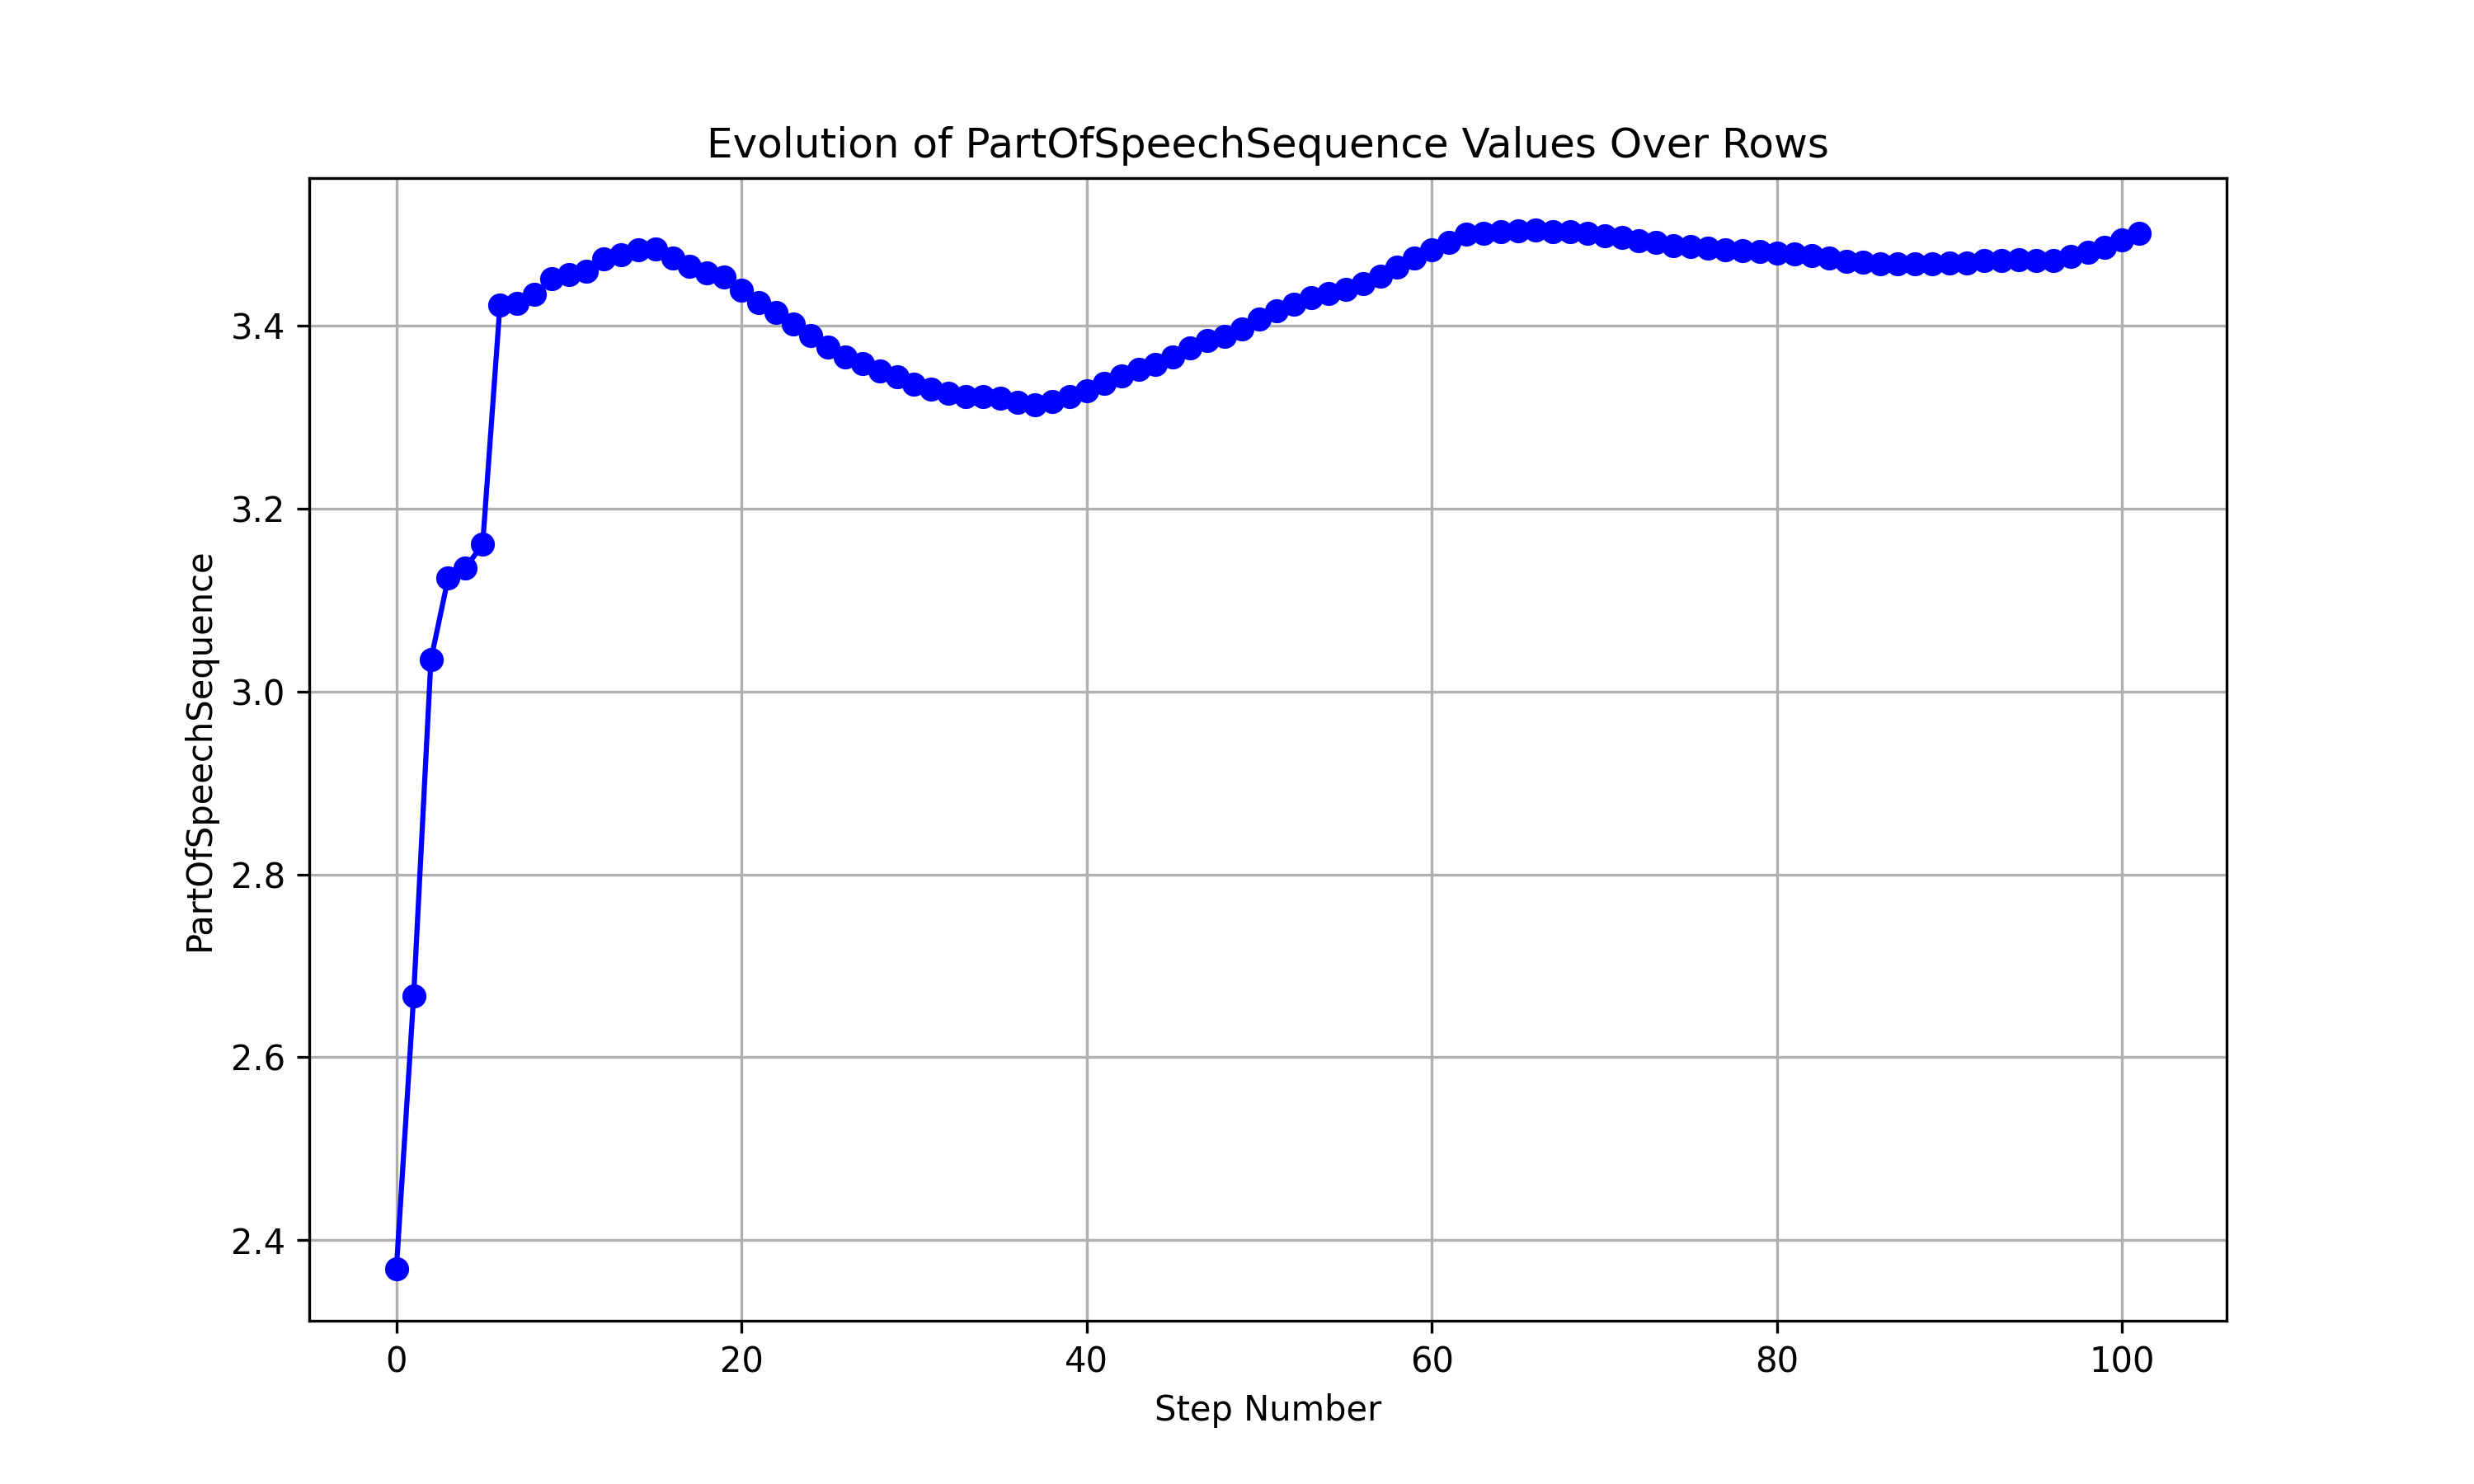 Evolution of PartOfSpeechSequence Values Over Rows
PartOfSpeechSequence
3.4
3.2
3.0
2.8
2.6
2.4
0 20 40 60 80 100
Step Number